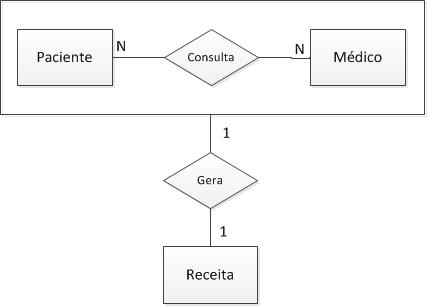 Paciente
N
Consulta
N
Médico
1
Gera
1
Receita